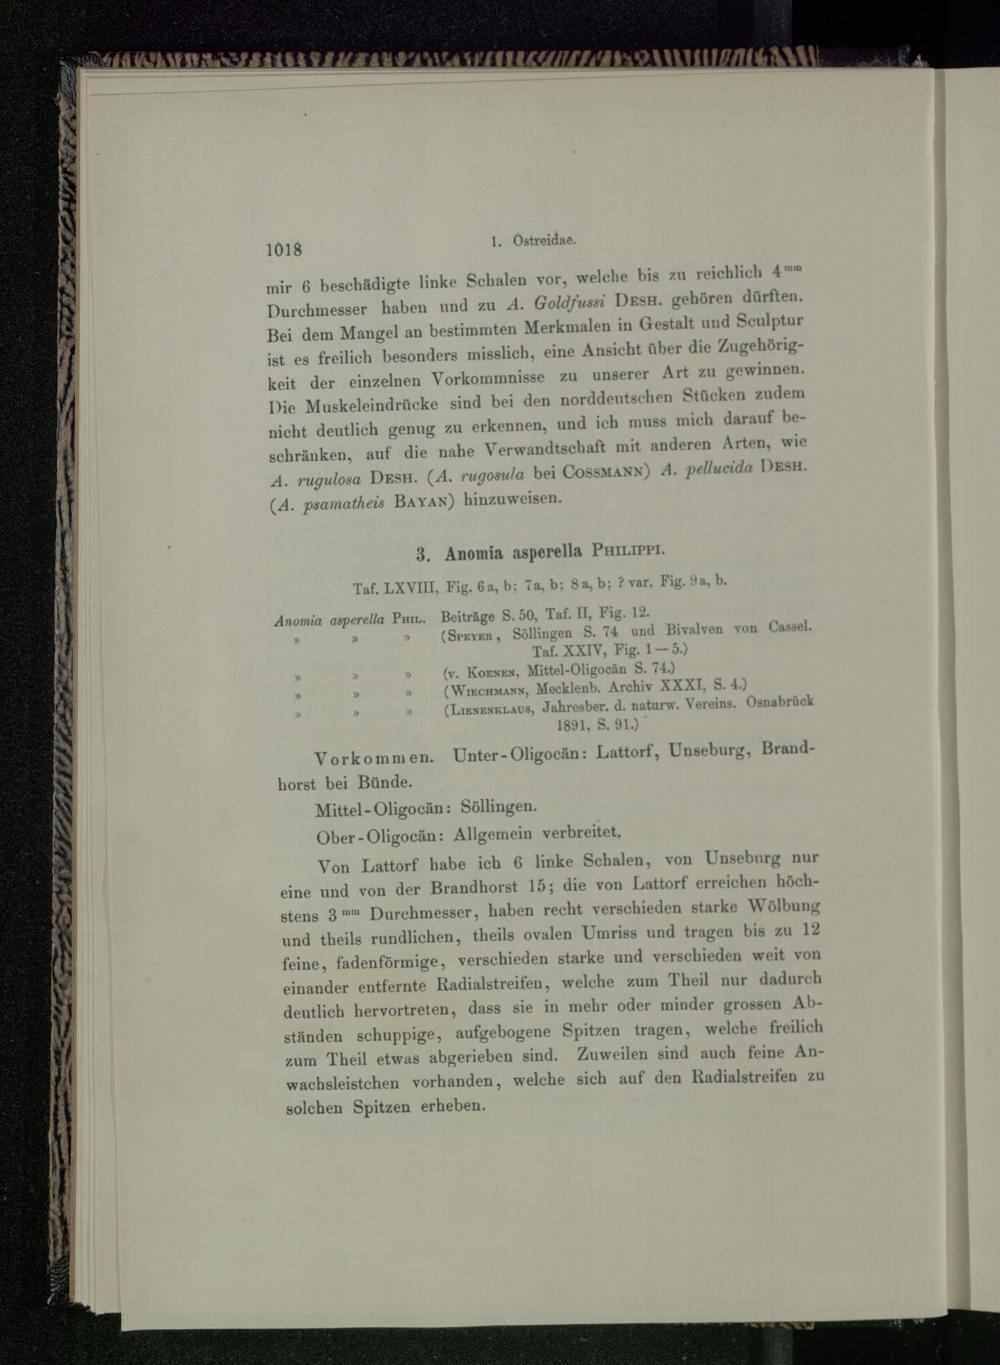 1018
1. Ostreidae.
mir 6 beschädigte linke Schalen vor, welche bis zu reichlich 4 mm
Durchmesser haben und zu A. Goldfussi DESH. gehören dürften.
Bei dem Mangel an bestimmten Merkmalen in Gestalt und Sculptur
ist es freilich besonders misslich, eine Ansicht über die Zugehörig-
keit der einzelnen Vorkommnisse zu unserer Art zu gewinnen.
Die Muskeleindrücke sind bei den norddeutschen Stücken zudem
nicht deutlich genug zu erkennen, und ich muss mich darauf be-
schränken, auf die nahe Verwandtschaft mit anderen Arten, wie
A. rugulosa DESH. (A. rugosula bei COSSMANN) A. pellucida DESH.
(A. psamatheis BAYAN) hinzuweisen.
3. Anomia asperella PHILIPPI.
Taf. LXVIII, Fig. 6a, b; 7a, b; 8a, b; ? var. Fig. 9a, b.
Anomia asperella PHIL. Beiträge S. 50, Taf. II, Fig. 12.
» » » (SPEYER, Söllingen S. 74 und Bivalven von Cassel.
Taf. XXIV, Fig. 1—5.)
» » » (v. KOENEN, Mittel-Oligocän S. 74.)
» » » (WIECHMANN, Mecklenb. Archiv XXXI, S. 4.)
» » » (LIENENKLAUS, Jahresber. d. naturw. Vereins. Osnabrück
1891, S. 91.)
Vorkommen. Unter-Oligocän: Lattorf, Unseburg, Brand-
horst bei Bünde.
Mittel-Oligocän: Söllingen.
Ober-Oligocän: Allgemein verbreitet.
Von Lattorf habe ich 6 linke Schalen, von Unseburg nur
eine und von der Brandhorst 15; die von Lattorf erreichen höch-
stens 3 mm Durchmesser, haben recht verschieden starke Wölbung
und theils rundlichen, theils ovalen Umriss und tragen bis zu 12
feine, fadenförmige, verschieden starke und verschieden weit von
einander entfernte Radialstreifen, welche zum Theil nur dadurch
deutlich hervortreten, dass sie in mehr oder minder grossen Ab-
ständen schuppige, aufgebogene Spitzen tragen, welche freilich
zum Theil etwas abgerieben sind. Zuweilen sind auch feine An-
wachsleistchen vorhanden, welche sich auf den Radialstreifen zu
solchen Spitzen erheben.